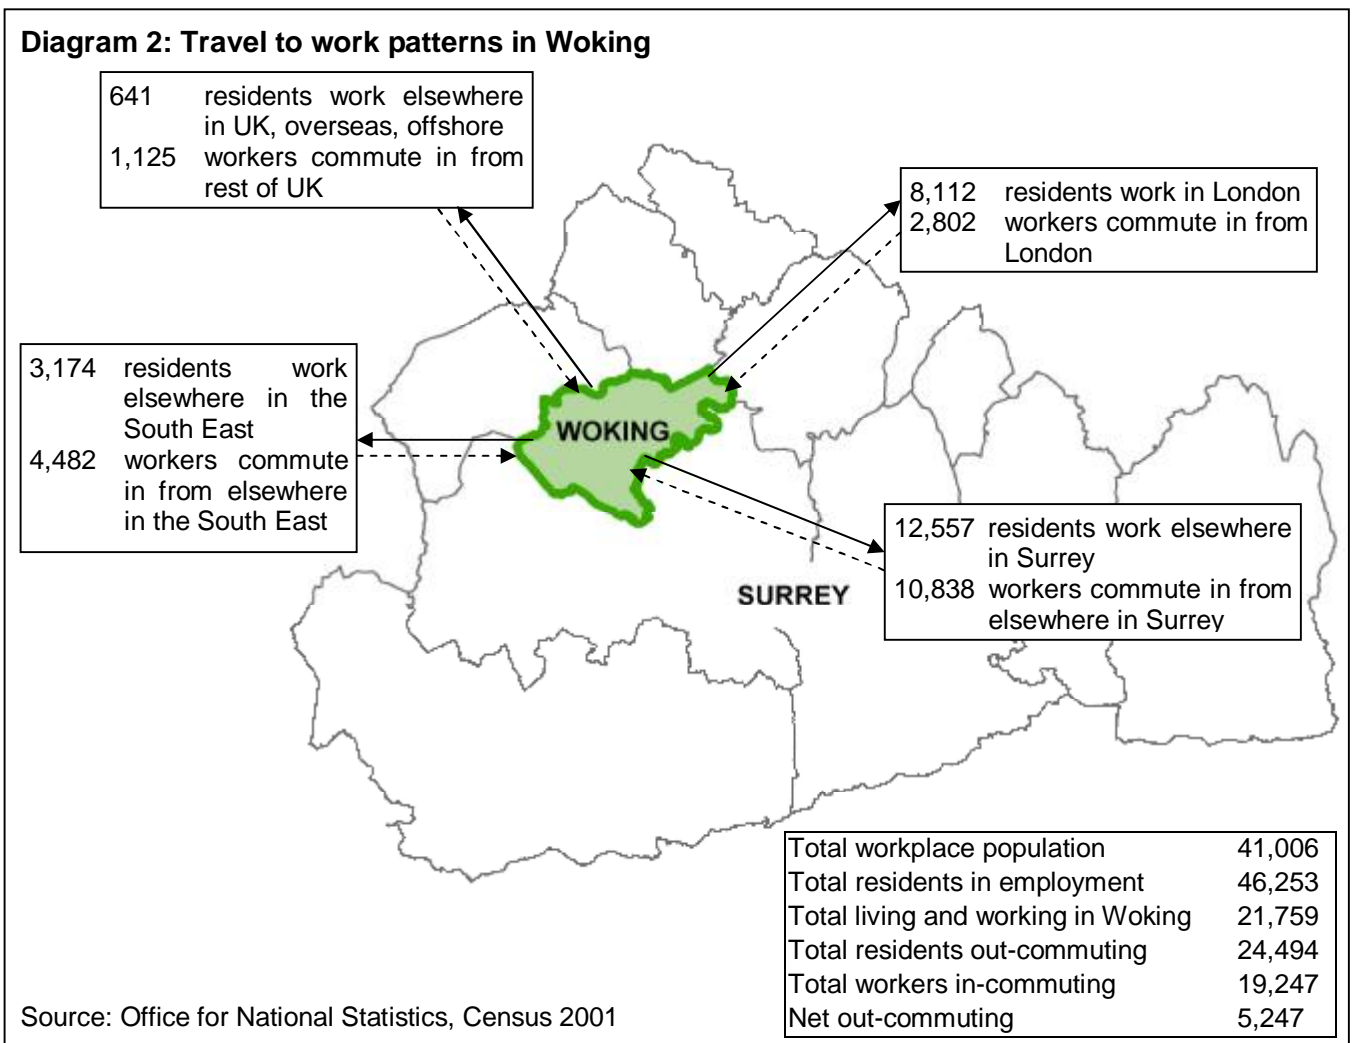 Diagram 2: Travel to work patterns in Woking
641 residents work elsewhere
in UK, overseas, offshore
1,125 workers commute in from
rest of UK
8,112 residents work in London
2,802 workers commute in from
London
3,174 residents work
elsewhere in the
South East
4,482 workers commute
in from elsewhere
in the South East
WOKING
12,557 residents work elsewhere
in Surrey
10,838 workers commute in from
elsewhere in Surrey
SURREY
Total workplace population 41,006
Total residents in employment 46,253
Total living and working in Woking 21,759
Total residents out-commuting 24,494
Total workers in-commuting 19,247
Net out-commuting 5,247
Source: Office for National Statistics, Census 2001